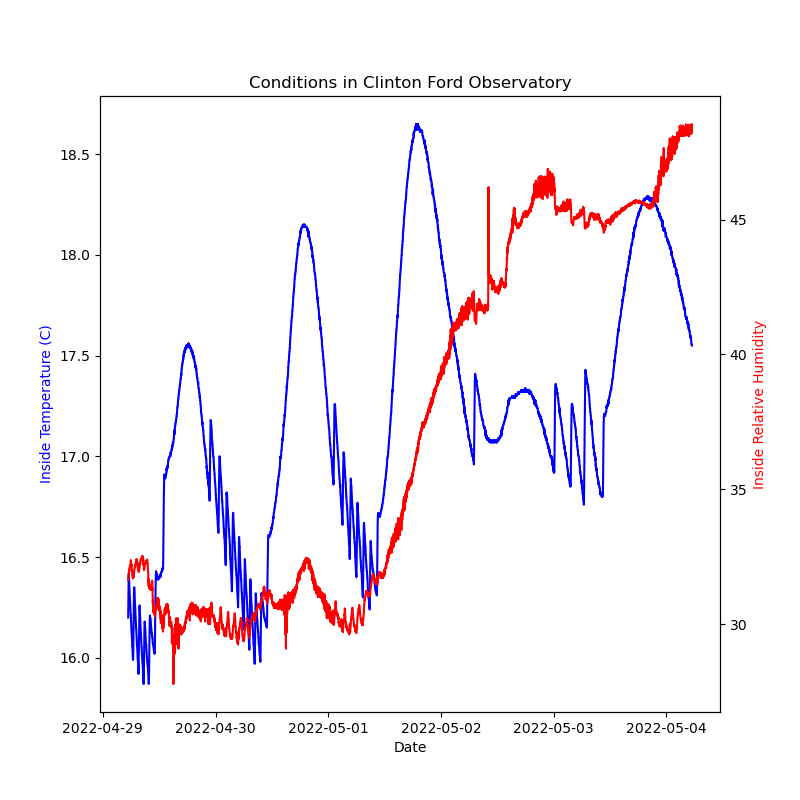 Conditions in Clinton Ford Observatory
Inside Temperature (C)
18.5
18.0
17.5
17.0
16.5
16.0
45
40
35
30
Inside Relative Humidity
2022-04-29 2022-04-30 2022-05-01 2022-05-02 2022-05-03 2022-05-04
Date